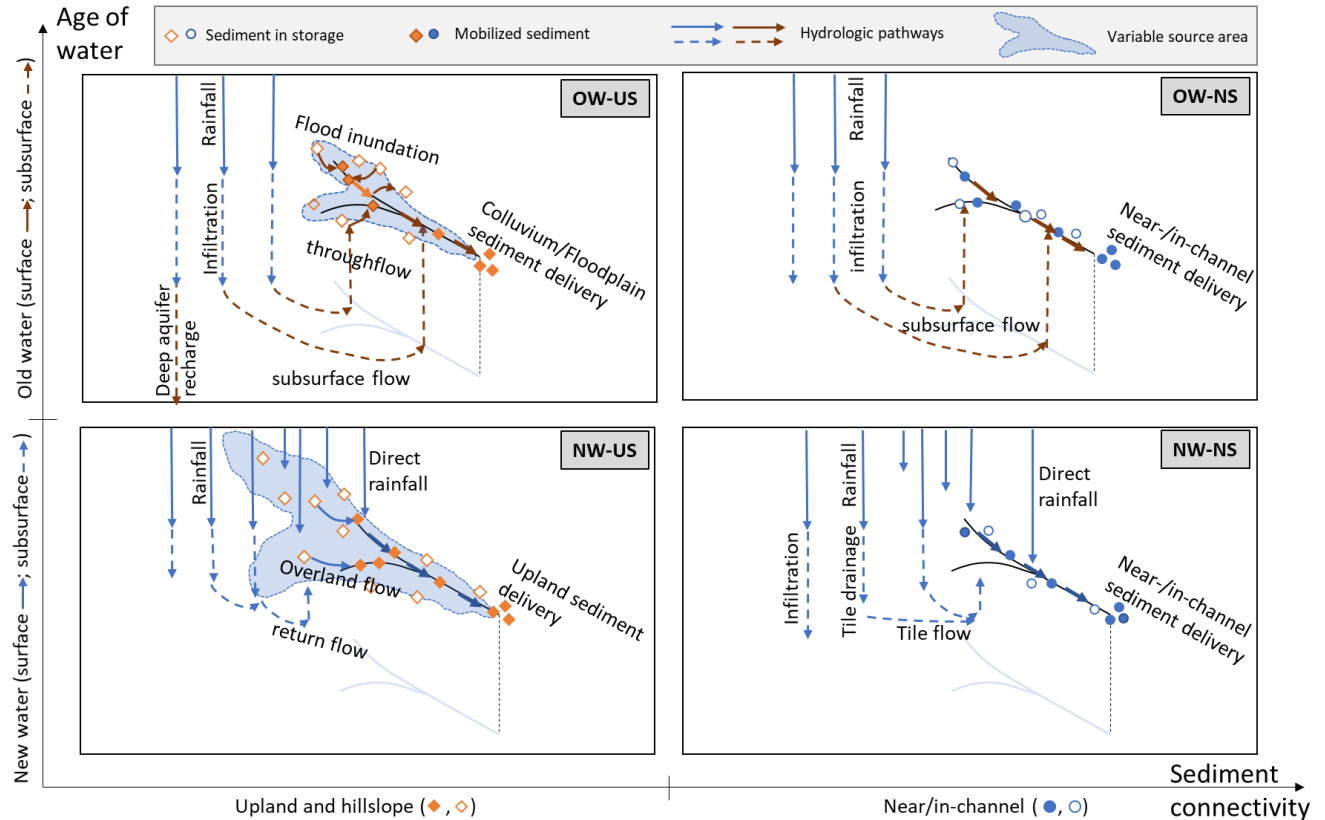 Age of
water
Sediment in storage
Mobilized sediment
Hydrologic pathways
Variable source area
Old water (surface ; subsurface )
New water (surface ; subsurface )
OW-US
Rainfall
Infiltration
Flood inundation
throughflow
Colluvium/Floodplain
sediment delivery
Deep aquifer
recharge
subsurface flow
OW-NS
Rainfall
infiltration
Near-/in-channel
sediment delivery
subsurface flow
NW-US
Rainfall
Direct
rainfall
Overland flow
return flow
Upland sediment
delivery
NW-NS
Rainfall
Direct
rainfall
Infiltration
Tile drainage
Tile flow
Near-/in-channel
sediment delivery
Upland and hillslope ( , )
Near/in-channel ( , )
Sediment
connectivity